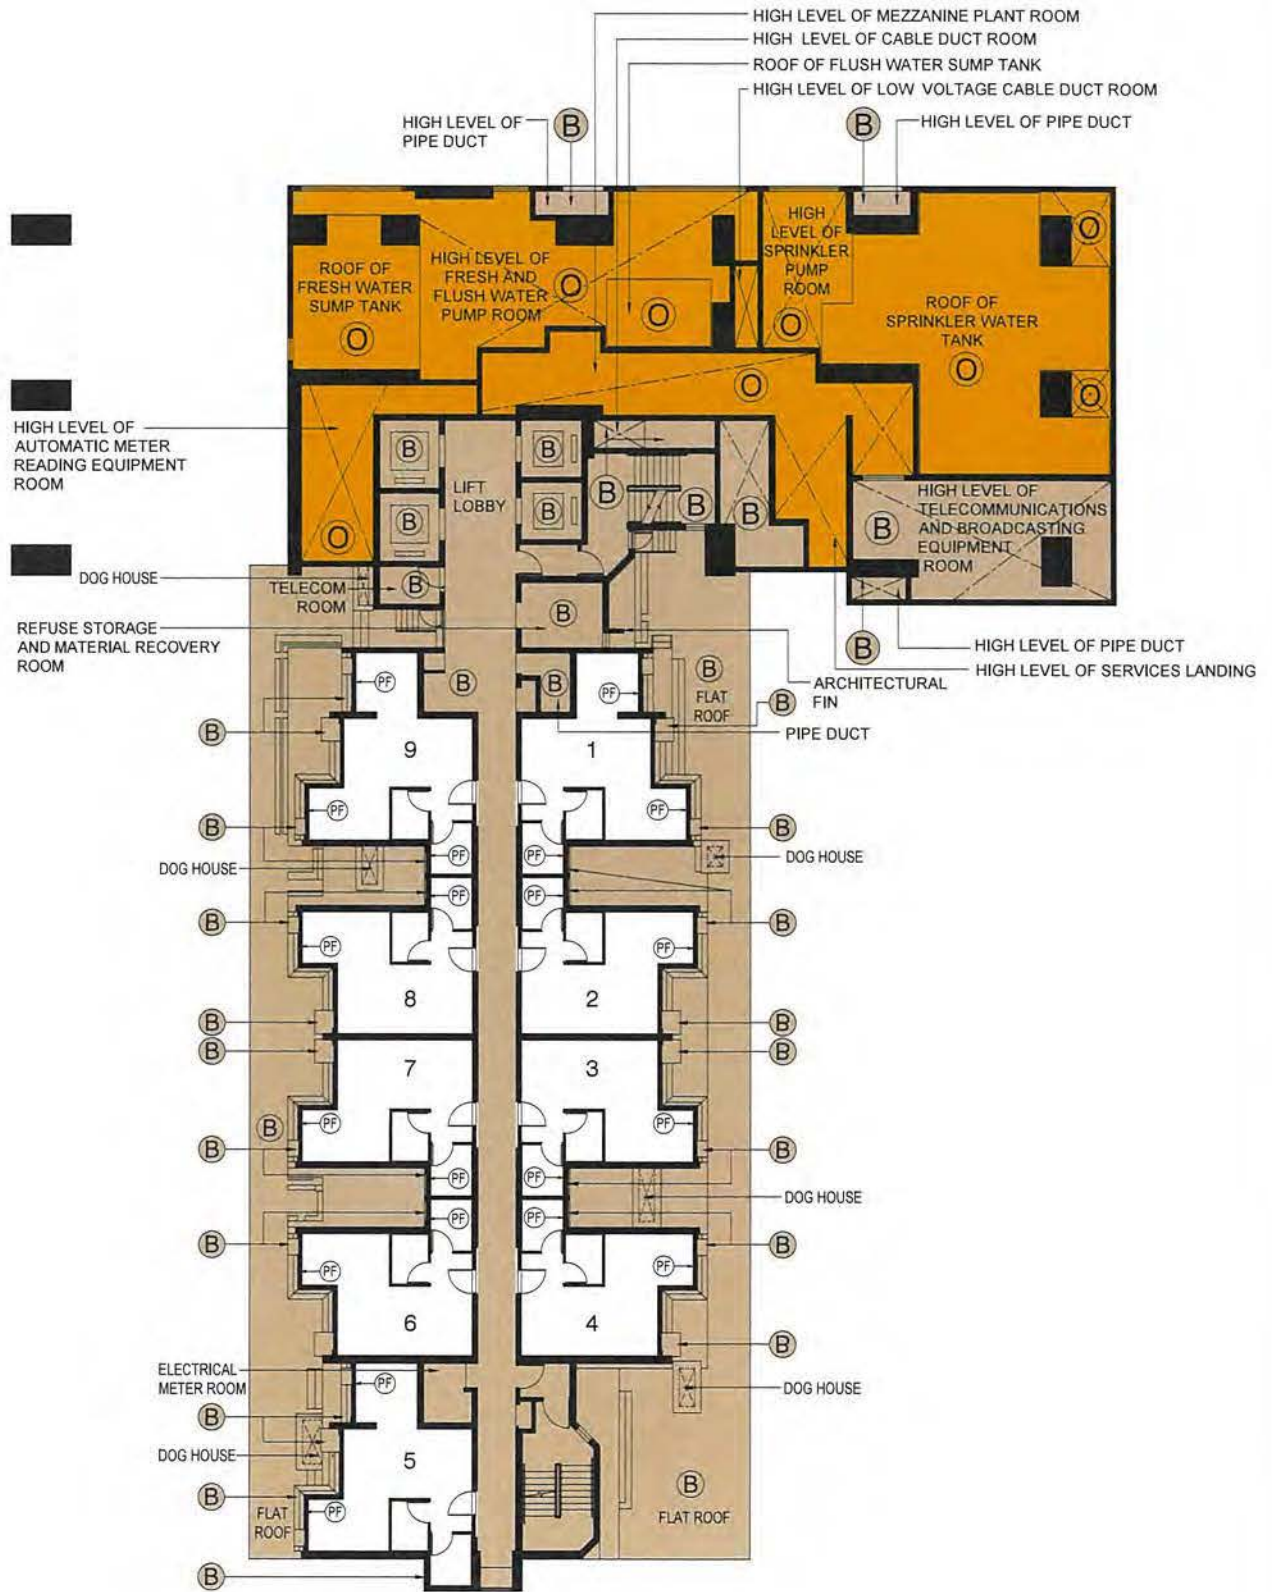 HIGH LEVEL OF MEZZANINE PLANT ROOM
HIGH LEVEL OF CABLE DUCT ROOM
ROOF OF FLUSH WATER SUMP TANK
HIGH LEVEL OF LOW VOLTAGE CABLE DUCT ROOM
HIGH LEVEL OF
PIPE DUCT
B
B
HIGH LEVEL OF PIPE DUCT
ROOF OF
FRESH WATER
SUMP TANK
O
HIGH LEVEL OF
FRESH AND
FLUSH WATER
PUMP ROOM
O
O
HIGH
LEVEL OF
SPRINKLER
PUMP
ROOM
O
ROOF OF
SPRINKLER WATER
TANK
O
O
O
O
HIGH LEVEL OF
AUTOMATIC METER
READING EQUIPMENT
ROOM
O
B
B
LIFT
LOBBY
B
B
B
B
B
HIGH LEVEL OF
TELECOMMUNICATIONS
AND BROADCASTING
EQUIPMENT
ROOM
B
DOG HOUSE
TELECOM
ROOM
B
B
REFUSE STORAGE
AND MATERIAL RECOVERY
ROOM
B
HIGH LEVEL OF PIPE DUCT
HIGH LEVEL OF SERVICES LANDING
ARCHITECTURAL
FIN
B
FLAT
ROOF
B
PIPE DUCT
PF
B
B
PF
B
9
1
PF
PF
B
B
DOG HOUSE
PF
PF
DOG HOUSE
PF
PF
B
B
PF
PF
8
2
B
B
B
B
7
3
PF
PF
B
B
B
PF
PF
DOG HOUSE
PF
PF
B
B
PF
PF
6
4
B
ELECTRICAL
METER ROOM
PF
DOG HOUSE
B
DOG HOUSE
5
B
PF
FLAT
ROOF
B
FLAT ROOF
B